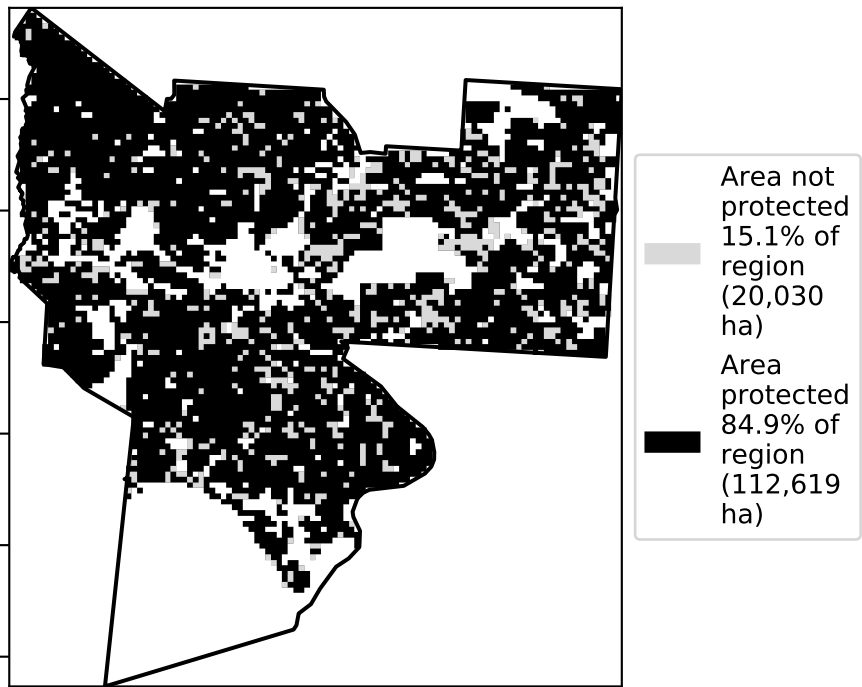 Area not
protected
15.1% of
region
(20,030
ha)
Area
protected
84.9% of
region
(112,619
ha)